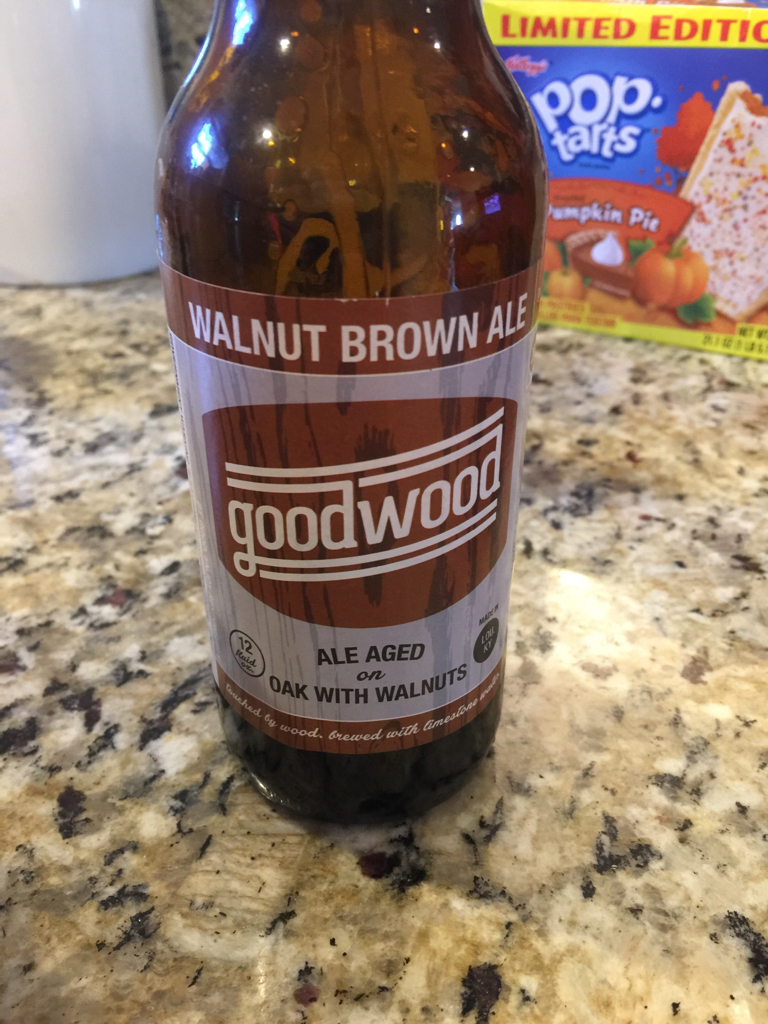 LIMITED EDITIO
Kellogg's
pop.
tarts
Pumpkin Pie
WALNUT BROWN ALE
goodwood
12
fluid
ozs.
MADE IN
LOU.
KY
ALE AGED
on
OAK WITH WALNUTS
touched by wood. brewed with limestone water